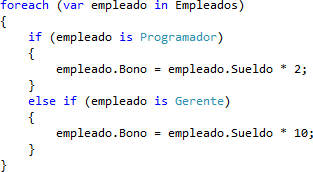 foreach (var empleado in Empleados)
{
    if (empleado is Programador)
    {
        empleado.Bono = empleado.Sueldo * 2;
    }
    else if (empleado is Gerente)
    {
        empleado.Bono = empleado.Sueldo * 10;
    }
}